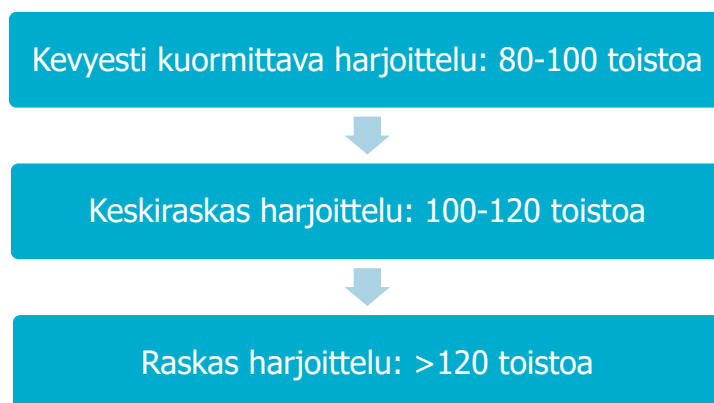 Kevyesti kuormittava harjoittelu: 80-100 toistoa
Keskiraskas harjoittelu: 100-120 toistoa
Raskas harjoittelu: >120 toistoa